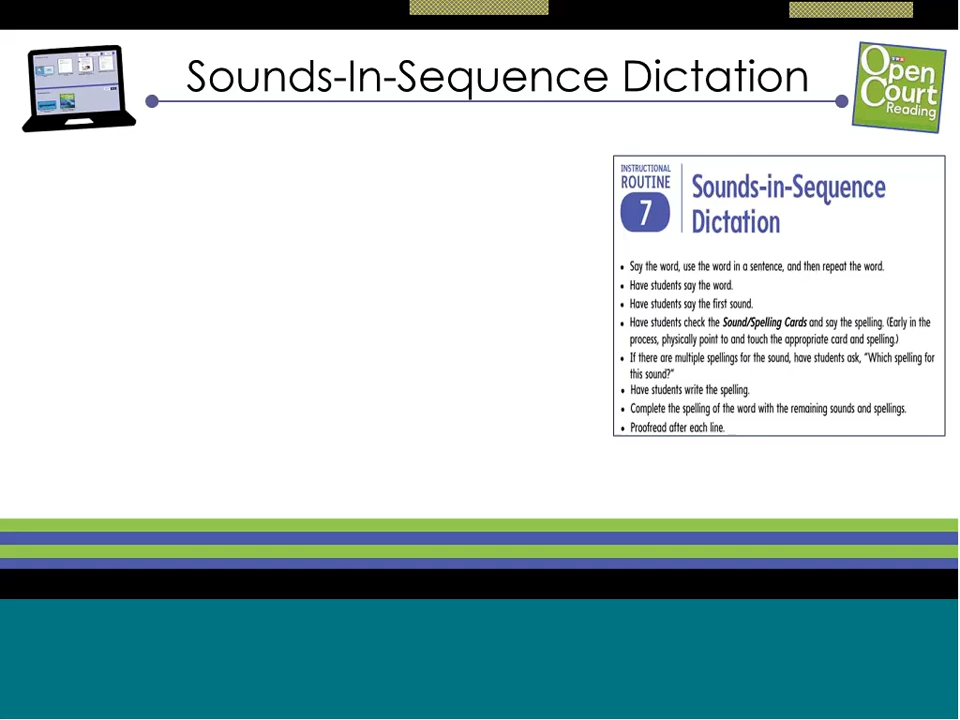 Sounds-In-Sequence Dictation
Open
Court
Reading
INSTRUCTIONAL
ROUTINE
7
Sounds-in-Sequence
Dictation
• Say the word, use the word in a sentence, and then repeat the word.
• Have students say the word.
• Have students say the first sound.
• Have students check the Sound/Spelling Cards and say the spelling. (Early in the
process, physically point to and touch the appropriate card and spelling.)
• If there are multiple spellings for the sound, have students ask, "Which spelling for
this sound?"
• Have students write the spelling.
• Complete the spelling of the word with the remaining sounds and spellings.
• Proofread after each line.